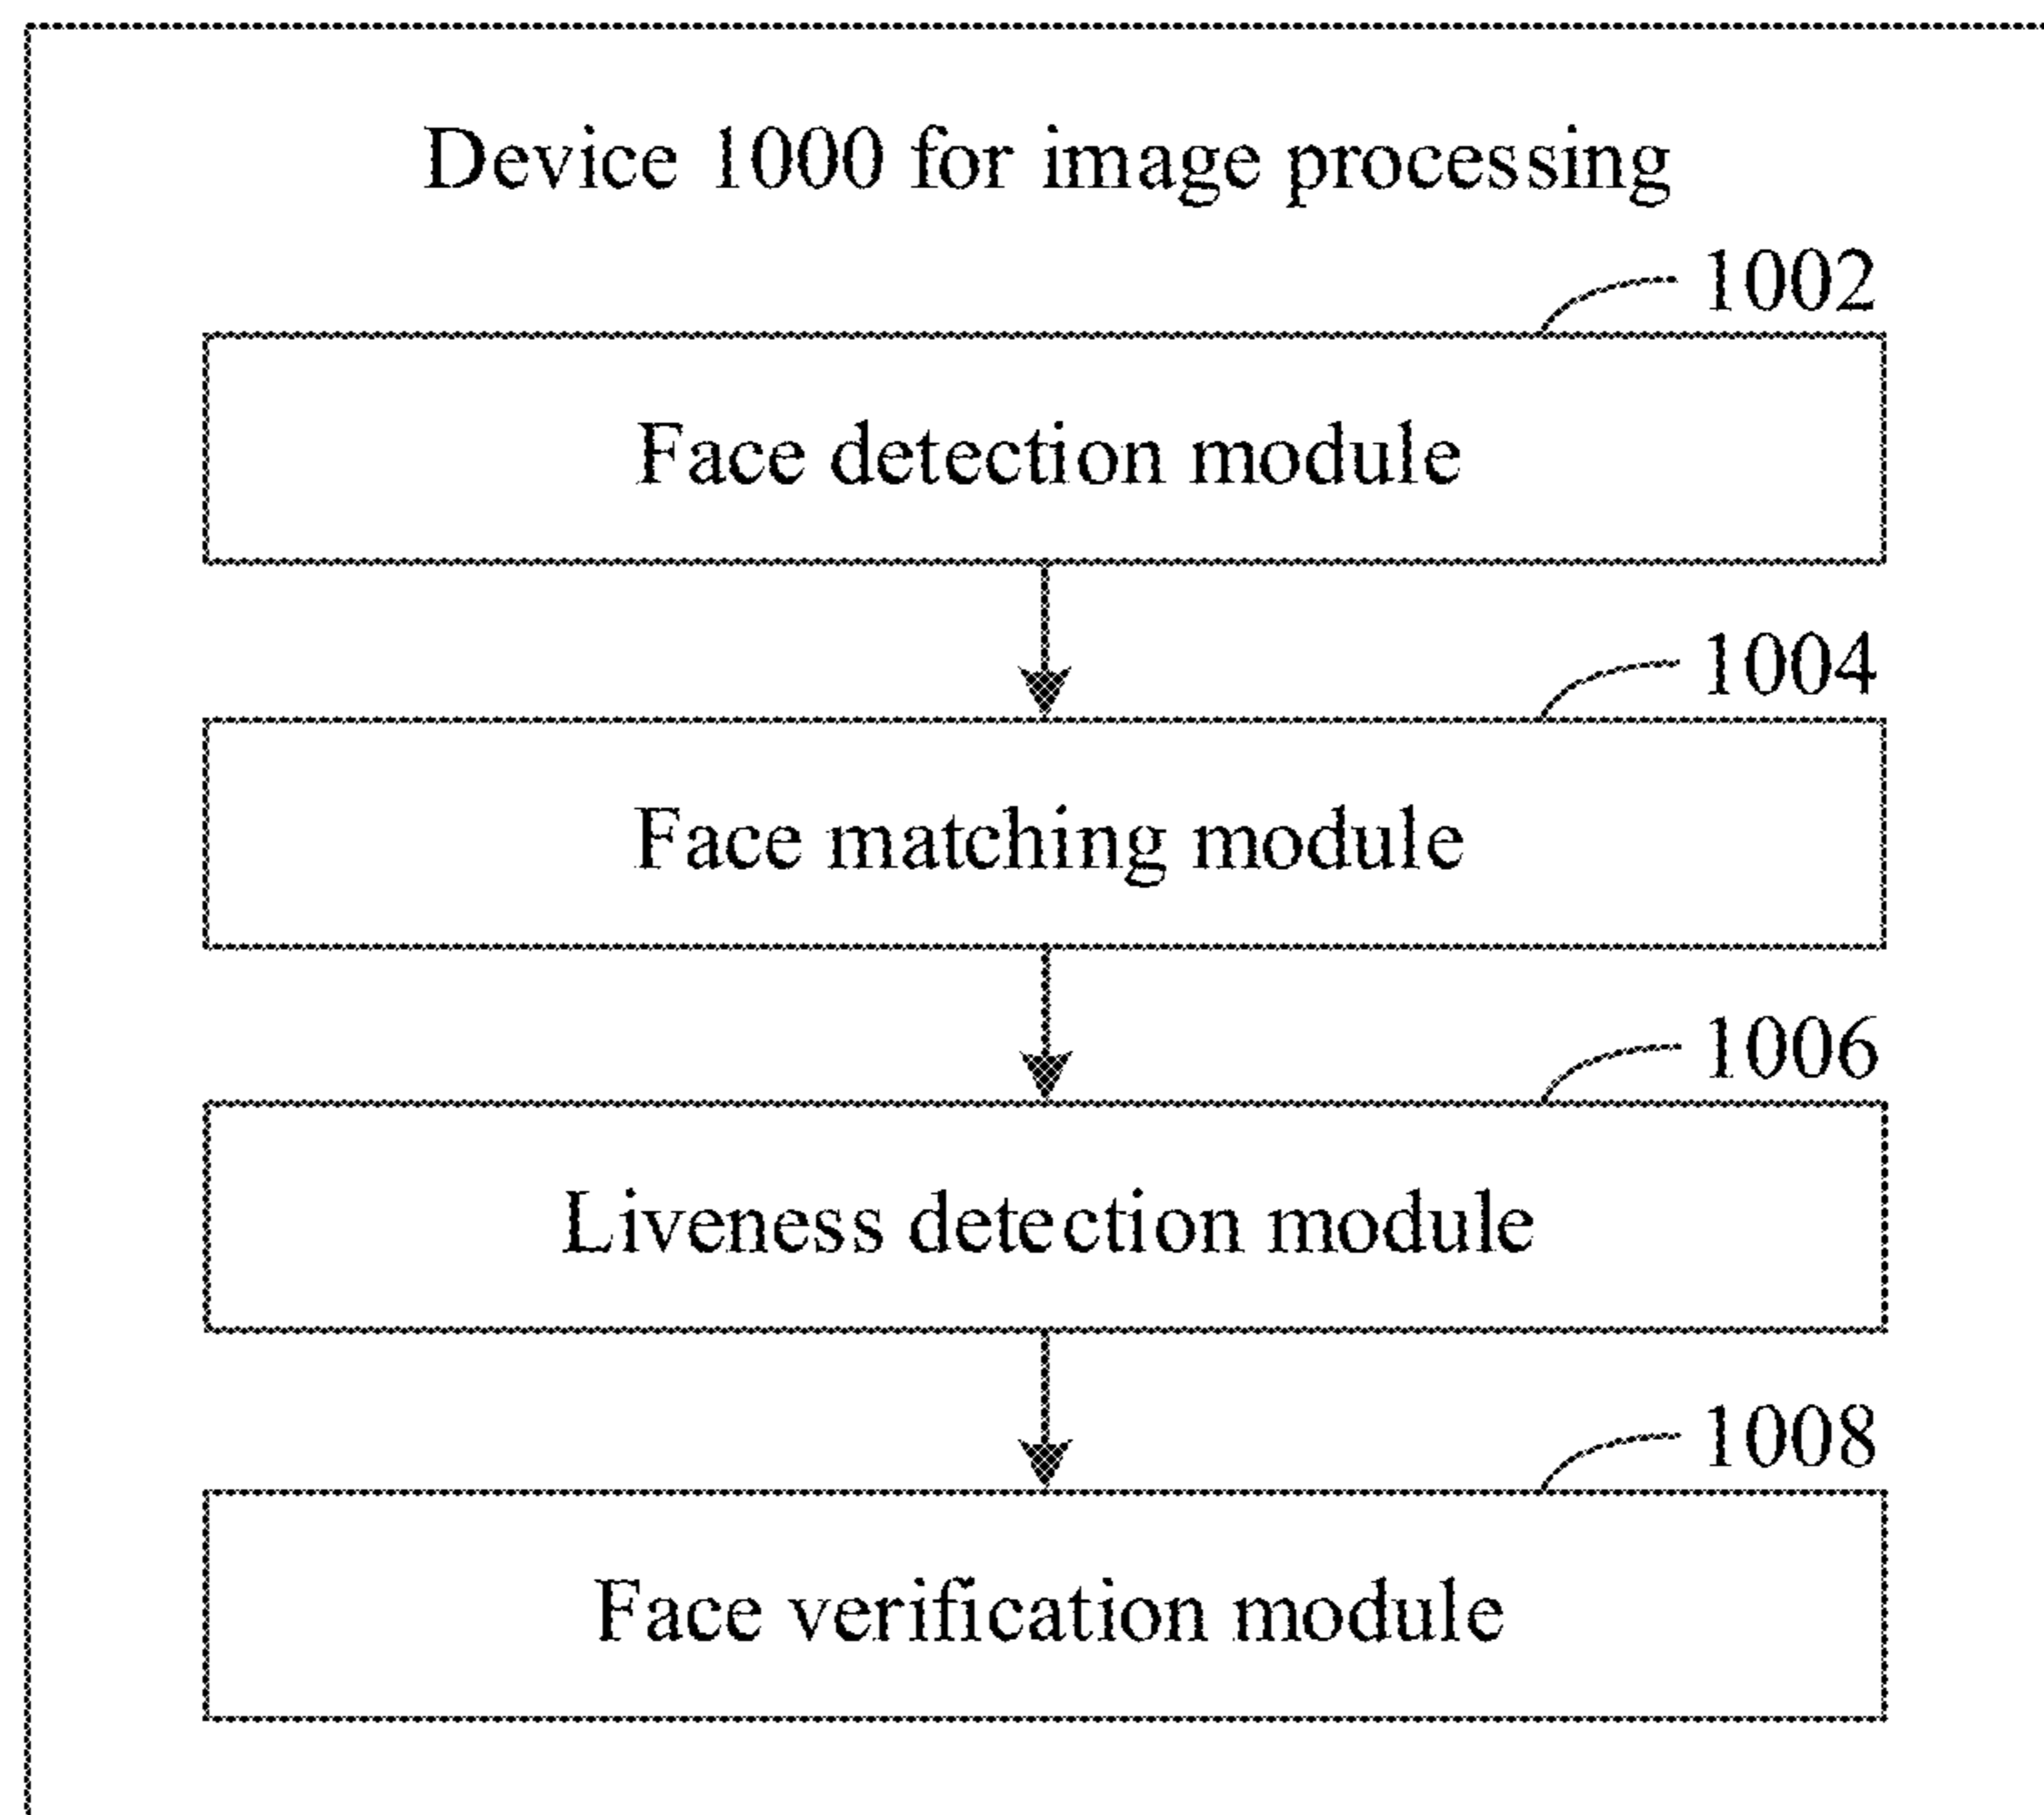 Device 1000 for image processing
1002
Face detection module
1004
Face matching module
1006
Liveness detection module
1008
Face verification module